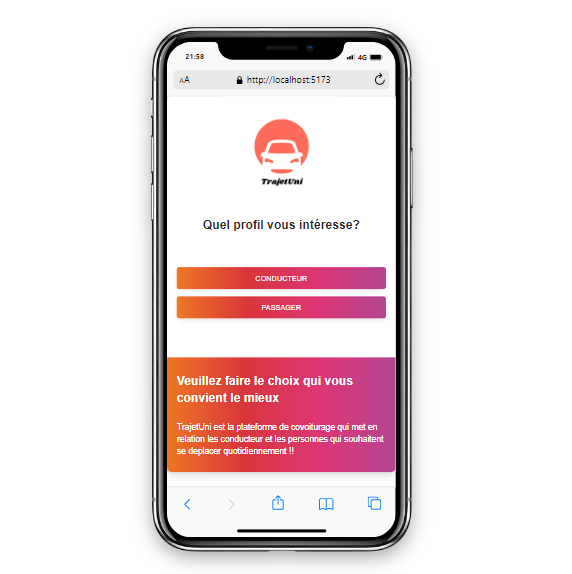 21:58
4G
AA
http://localhost:5173
TrajetUni
Quel profil vous intéresse?
CONDUCTEUR
PASSAGER
Veuillez faire le choix qui vous
convient le mieux
TrajetUni est la plateforme de covoiturage qui met en
relation les conducteur et les personnes qui souhaitent
se deplacer quotidiennement !!